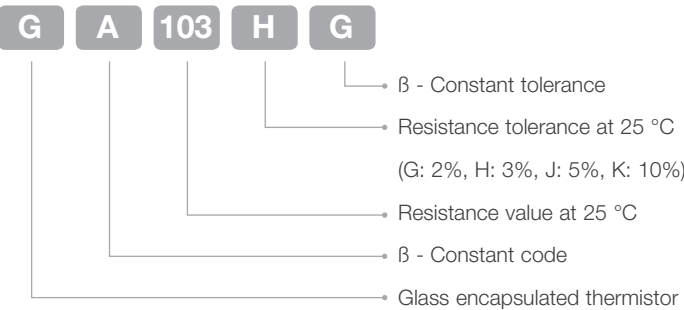 G A 103 H G
ß - Constant tolerance
Resistance tolerance at 25 °C
(G: 2%, H: 3%, J: 5%, K: 10%)
Resistance value at 25 °C
ß - Constant code
Glass encapsulated thermistor